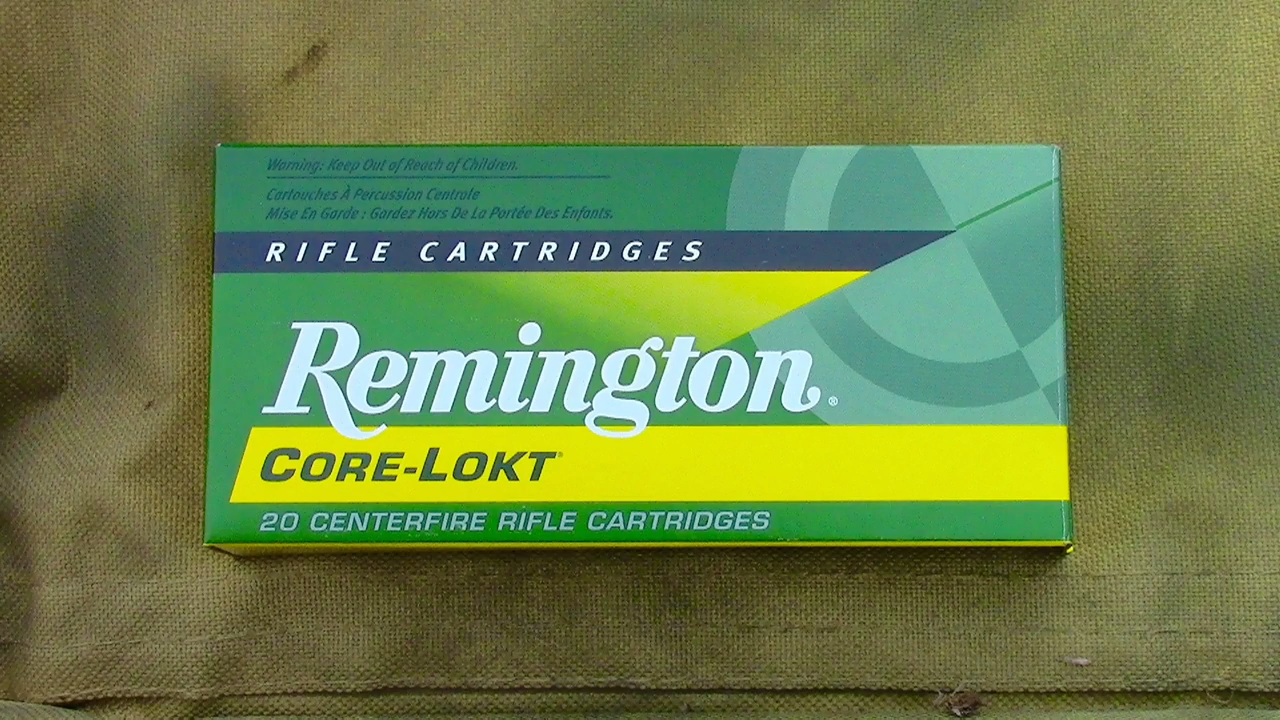 Warning: Keep Out of Reach of Children.
Cartouches À Percussion Centrale
Mise En Garde : Gardez Hors De La Portée Des Enfants.
RIFLE CARTRIDGES
Remington®
CORE-LOKT
20 CENTERFIRE RIFLE CARTRIDGES